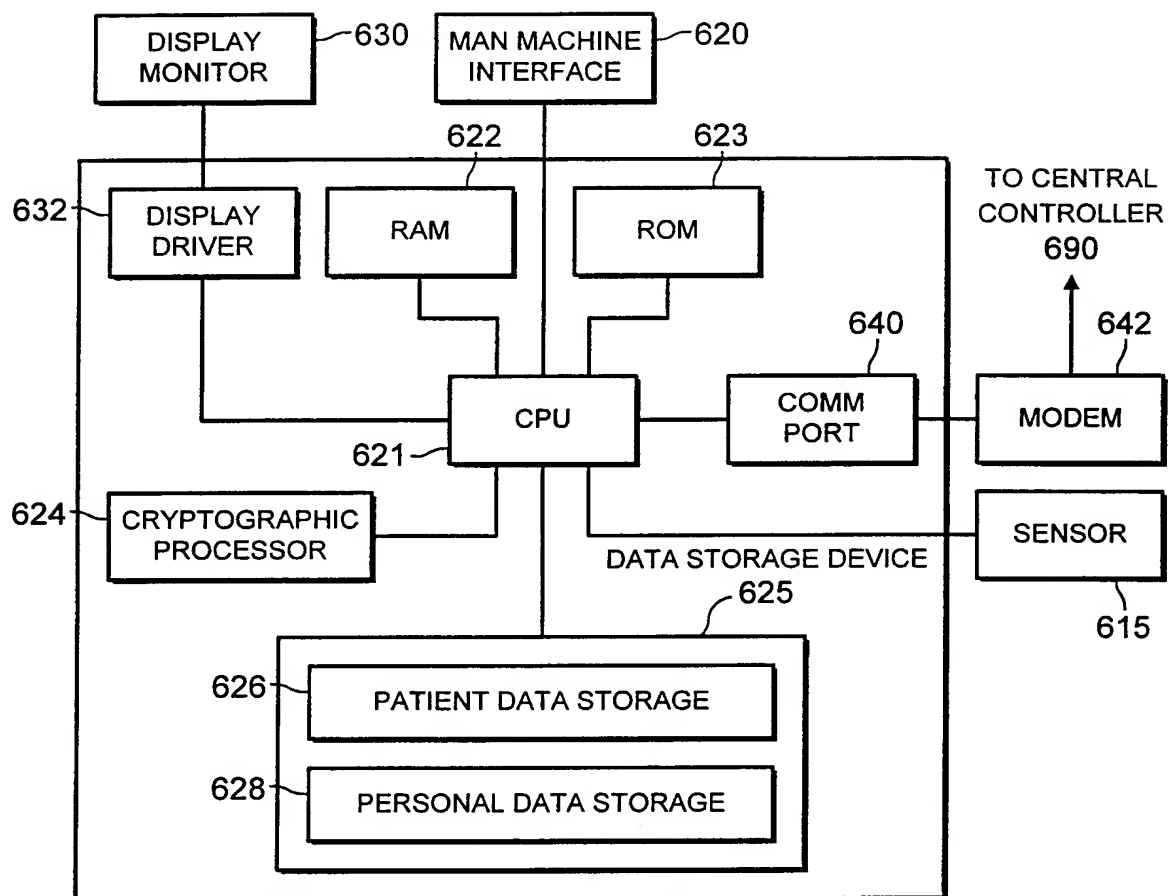 DISPLAY
MONITOR
630
MAN MACHINE
INTERFACE
620
622
623
TO CENTRAL
CONTROLLER
690
632
DISPLAY
DRIVER
RAM
ROM
640
642
CPU
621
COMM
PORT
MODEM
624
CRYPTOGRAPHIC
PROCESSOR
SENSOR
615
DATA STORAGE DEVICE
625
626
PATIENT DATA STORAGE
628
PERSONAL DATA STORAGE